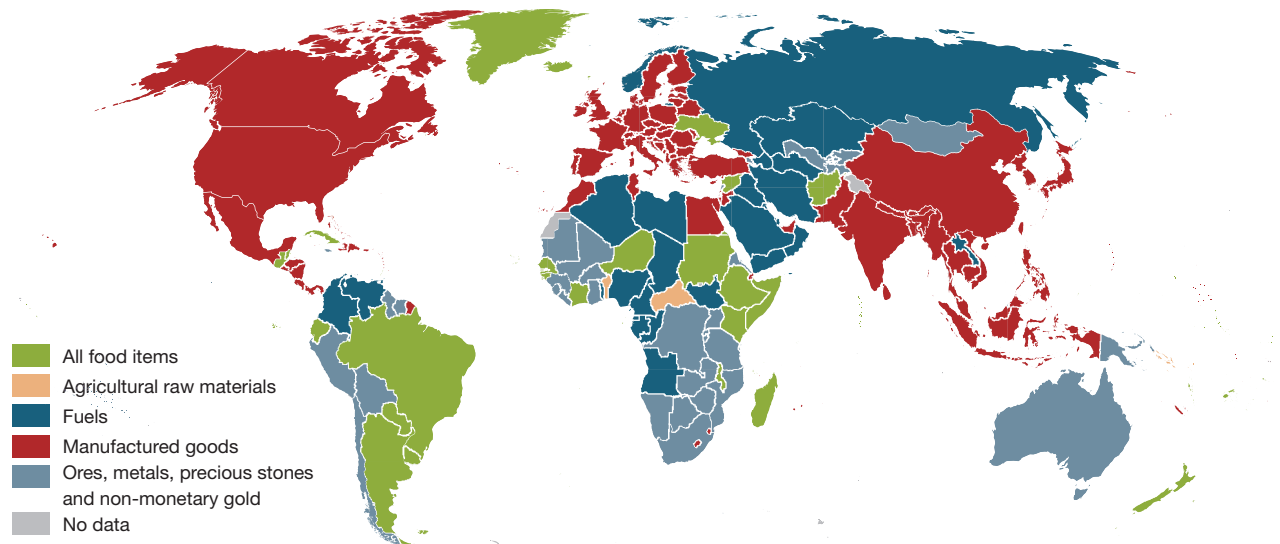 All food items
Agricultural raw materials
Fuels
Manufactured goods
Ores, metals, precious stones
and non-monetary gold
No data